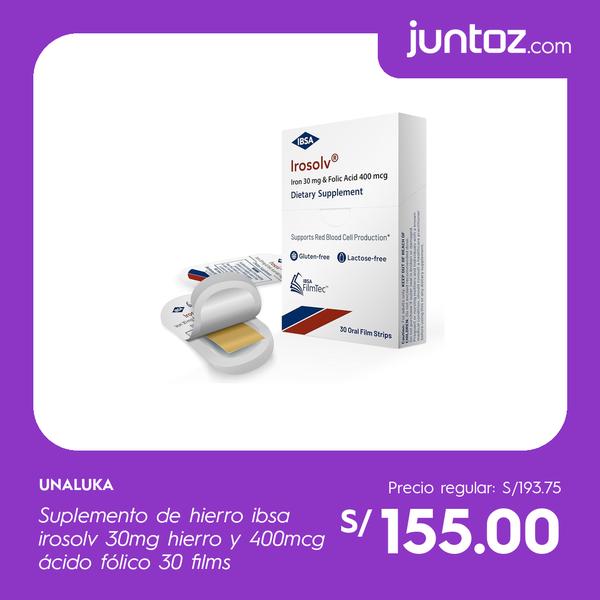 juntoz.com
IBSA
Irosolv®
Iron 30 mg & Folic Acid 400 mcg
Dietary Supplement
Supports Red Blood Cell Production*
Gluten-free
Lactose-free
IBSA
FilmTec™
30 Oral Film Strips
UNALUKA
Suplemento de hierro ibsa
irosolv 30mg hierro y 400mcg
ácido fólico 30 films
Precio regular: S/193.75
S/155.00